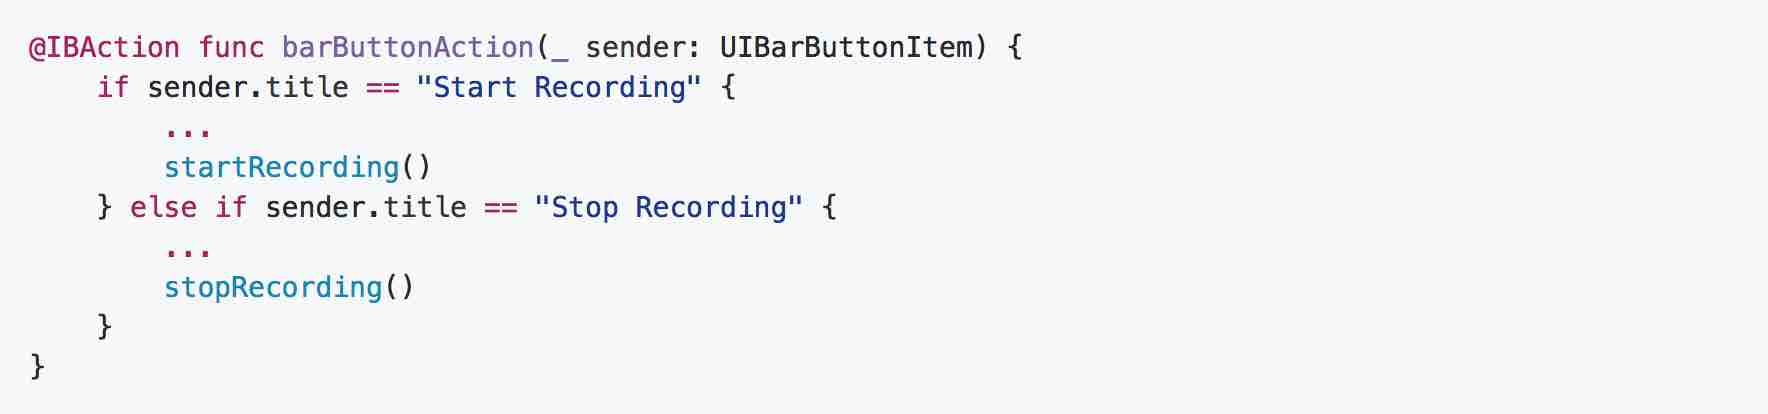 @IBAction func barButtonAction(_ sender: UIBarButtonItem) {
    if sender.title == "Start Recording" {
        ...
        startRecording()
    } else if sender.title == "Stop Recording" {
        ...
        stopRecording()
    }
}